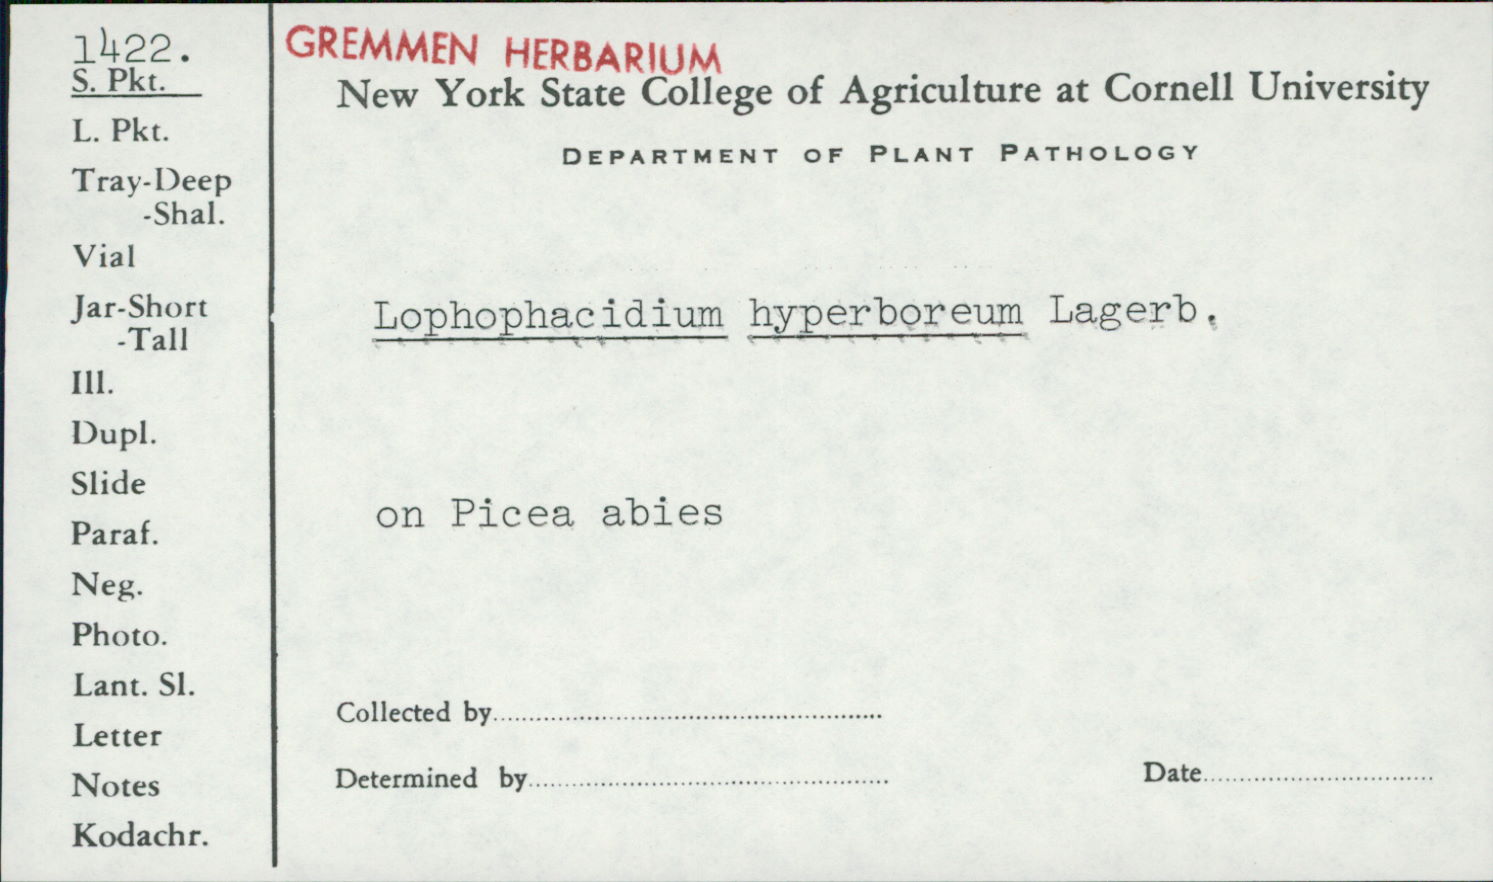 1422.
S. Pkt.
L. Pkt.
Tray-Deep
-Shal.
Vial
Jar-Short
-Tall
Ill.
Dupl.
Slide
Paraf.
Neg.
Photo.
Lant. Sl.
Letter
Notes
Kodachr.
GREMMEN HERBARIUM
New York State College of Agriculture at Cornell University
DEPARTMENT OF PLANT PATHOLOGY
Lophophacidium hyperboreum Lagerb.
on Picea abies
Collected by
Determined by
Date